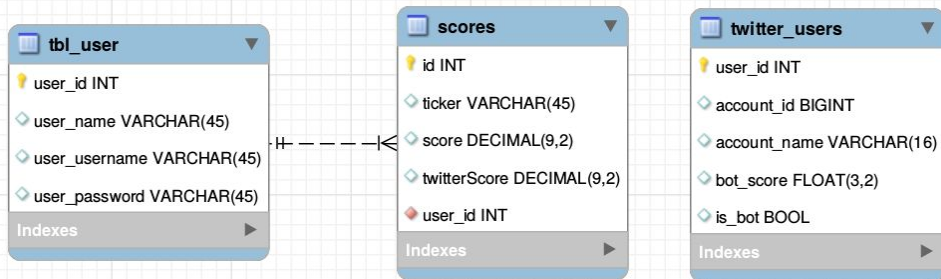 tbl_user
user_id INT
user_name VARCHAR(45)
user_username VARCHAR(45)
user_password VARCHAR(45)
Indexes
scores
id INT
ticker VARCHAR(45)
score DECIMAL(9,2)
twitterScore DECIMAL(9,2)
user_id INT
Indexes
twitter_users
user_id INT
account_id BIGINT
account_name VARCHAR(16)
bot_score FLOAT(3,2)
is_bot BOOL
Indexes